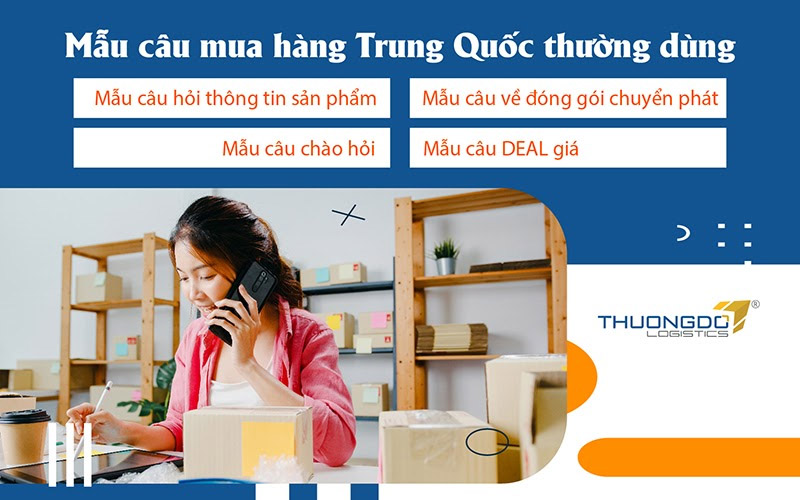 Mẫu câu mua hàng Trung Quốc thường dùng
Mẫu câu hỏi thông tin sản phẩm
Mẫu câu về đóng gói chuyển phát
Mẫu câu chào hỏi
Mẫu câu DEAL giá
THUONGDO®
LOGISTICS